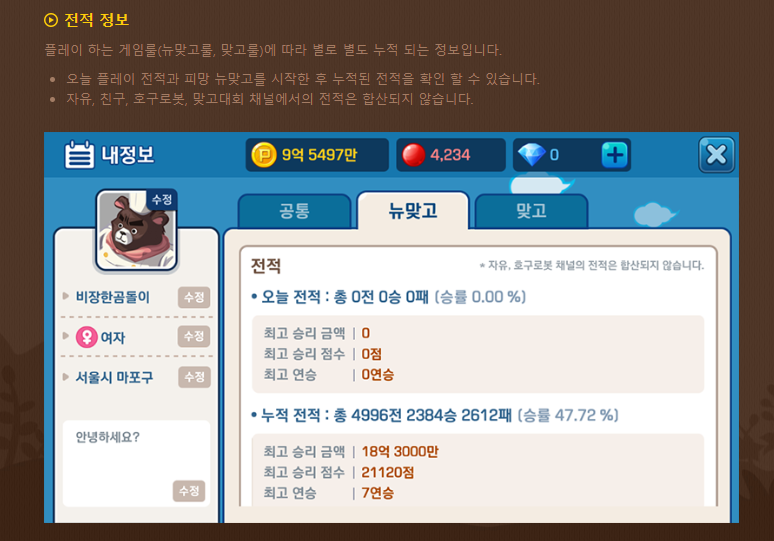 전적 정보
플레이 하는 게임룰(뉴맞고룰, 맞고룰)에 따라 별로 별도 누적 되는 정보입니다.
• 오늘 플레이 전적과 피망 뉴맞고를 시작한 후 누적된 전적을 확인 할 수 있습니다.
• 자유, 친구, 호구로봇, 맞고대회 채널에서의 전적은 합산되지 않습니다.
내정보
P 9억 5497만
4,234
0
수정
공통
뉴맞고
맞고
비장한곰돌이 수정
여자 수정
서울시 마포구 수정
안녕하세요?
수정
전적
* 자유, 호구로봇 채널의 전적은 합산되지 않습니다.
• 오늘 전적 : 총 0전 0승 0패 (승률 0.00 %)
최고 승리 금액 | 0
최고 승리 점수 | 0점
최고 연승 | 0연승
• 누적 전적 : 총 4996전 2384승 2612패 (승률 47.72 %)
최고 승리 금액 | 18억 3000만
최고 승리 점수 | 21120점
최고 연승 | 7연승